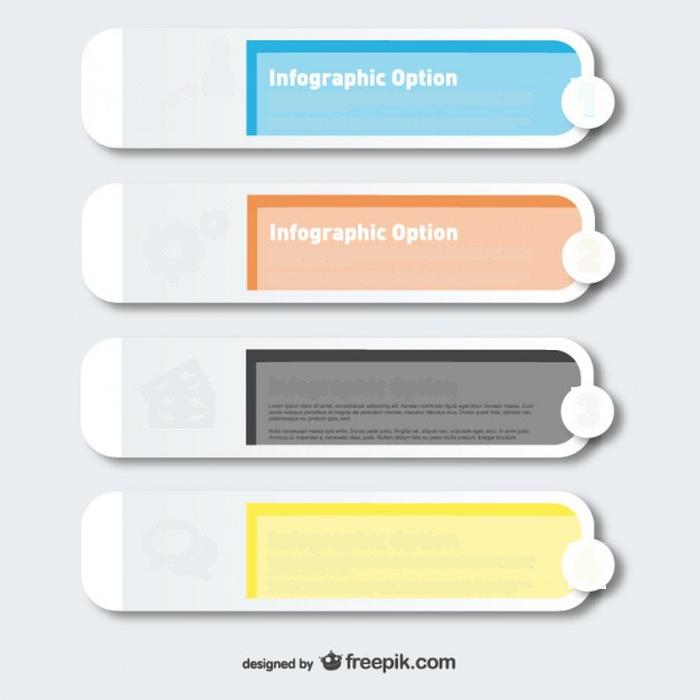 Infographic Option
1
Infographic Option
2
Infographic Option
Lorem ipsum dolor sit amet, consectetuer adipiscing elit. Aenean commodo ligula eget dolor. Aenean massa. Cum
sociis natoque penatibus et magnis dis parturient montes, nascetur ridiculus mus. Donec quam felis, ultricies nec,
pellentesque eu, pretium quis, sem.
Nulla consequat massa quis enim. Donec pede justo, fringilla vel, aliquet nec, vulputate eget, arcu. In enim justo,
rhoncus ut, imperdiet a, venenatis vitae, justo. Nullam dictum felis eu pede mollis pretium. Integer tincidunt
3
Infographic Option
designed by freepik.com